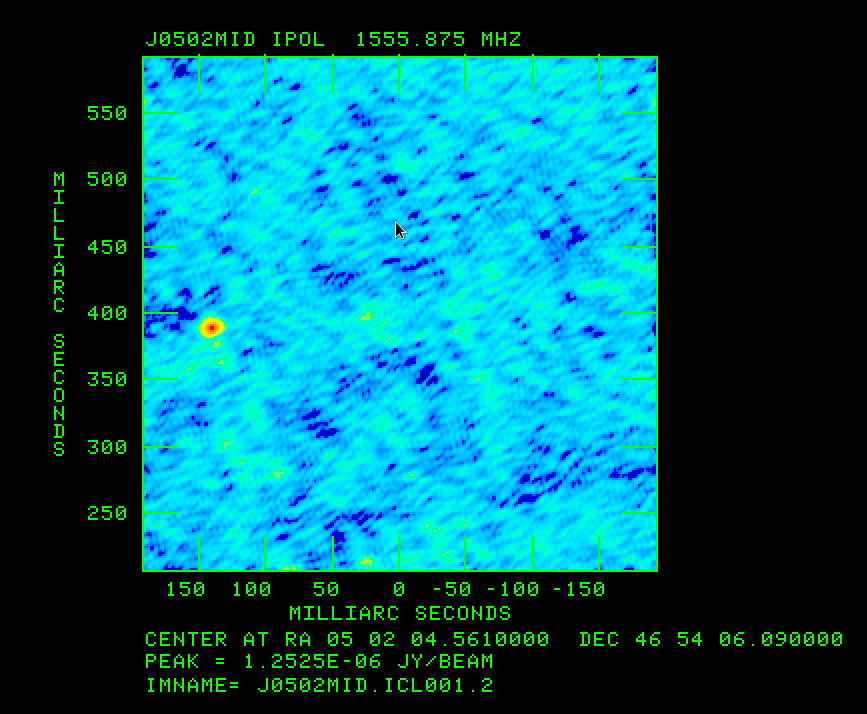 J0502MID IPOL 1555.875 MHZ
550
500
450
400
350
300
250
MILLIARC SECONDS
150 100 50 0 -50 -100 -150
MILLIARC SECONDS
CENTER AT RA 05 02 04.5610000 DEC 46 54 06.090000
PEAK = 1.2525E-06 JY/BEAM
IMNAME= J0502MID.ICL001.2